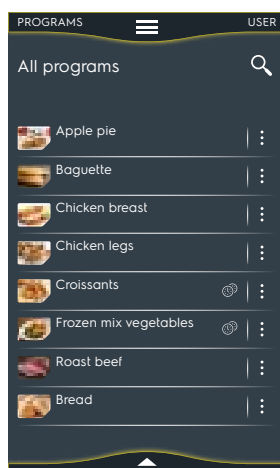 PROGRAMS USER
All programs
Apple pie
Baguette
Chicken breast
Chicken legs
Croissants
Frozen mix vegetables
Roast beef
Bread